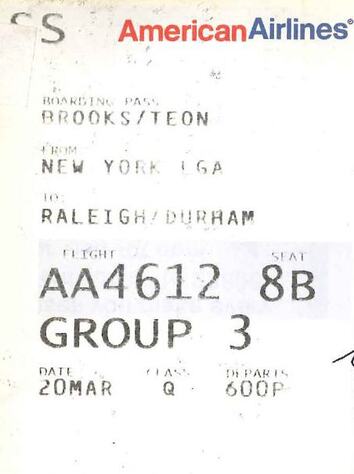 SS AmericanAirlines®
BOARDING PASS
BROOKS/TEON
FROM
NEW YORK LGA
TO:
RALEIGH/DURHAM
FLIGHT SEAT
AA4612 8B
GROUP 3
DATE CLASS DEPARTS
20MAR Q 600P